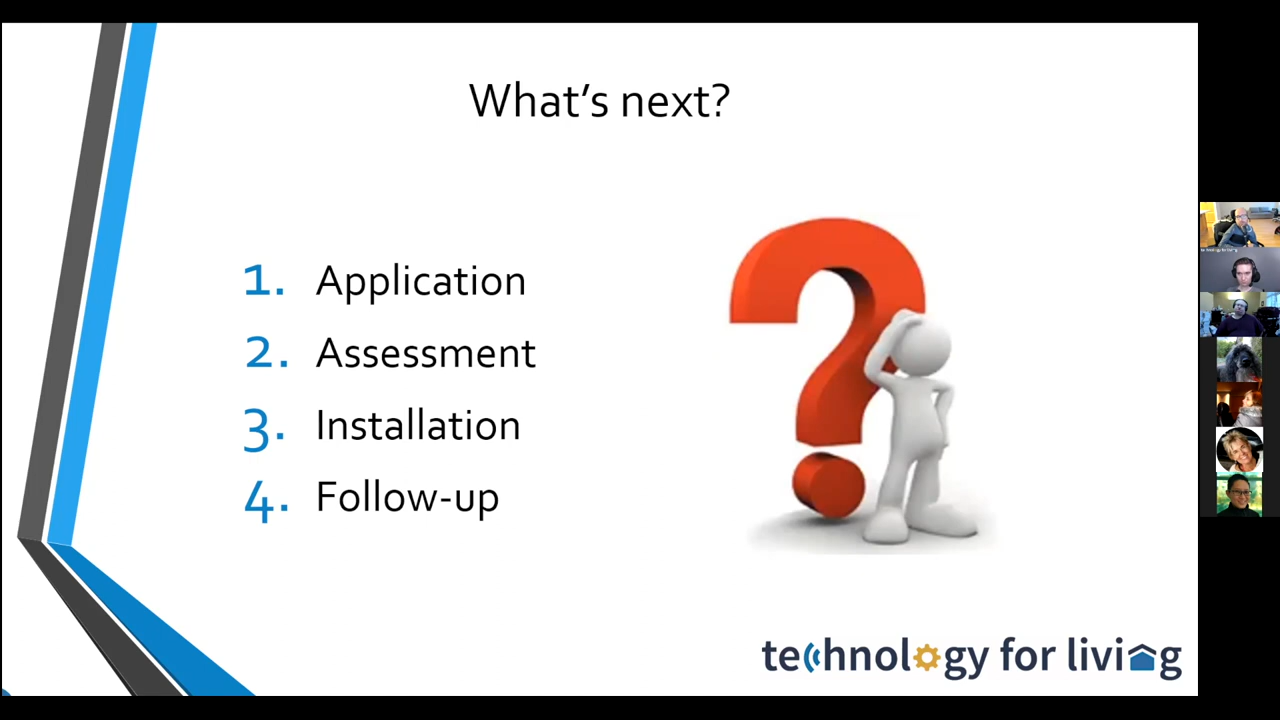 What's next?
1. Application
2. Assessment
3. Installation
4. Follow-up
technology for living